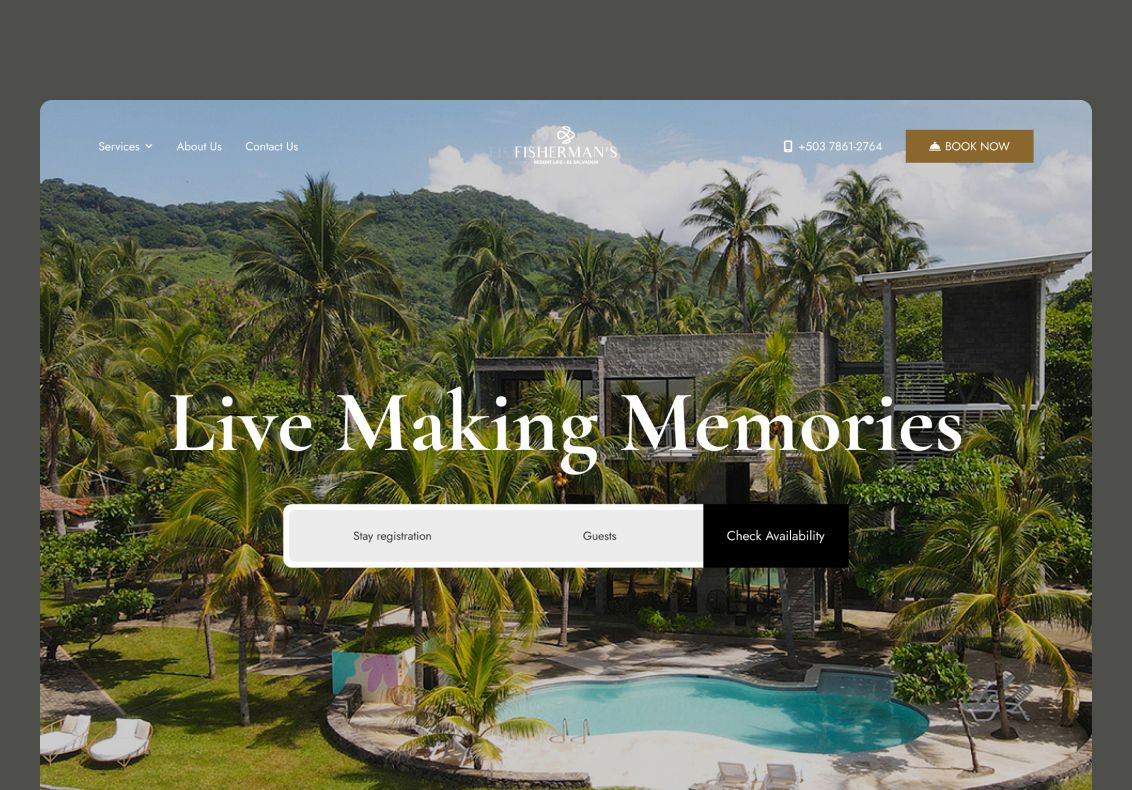 Services
About Us
Contact Us
FISHERMAN'S
RESORT LIFE • EL SALVADOR
+503 7861-2764
BOOK NOW
Live Making Memories
Stay registration
Guests
Check Availability